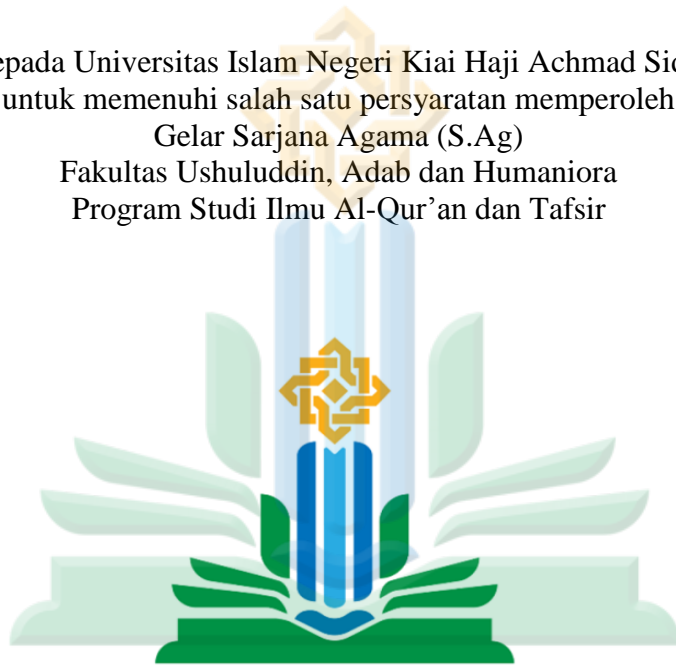 epada Universitas Islam Negeri Kiai Haji Achmad Sid
untuk memenuhi salah satu persyaratan memperoleh
Gelar Sarjana Agama (S.Ag)
Fakultas Ushuluddin, Adab dan Humaniora
Program Studi Ilmu Al-Qur’an dan Tafsir